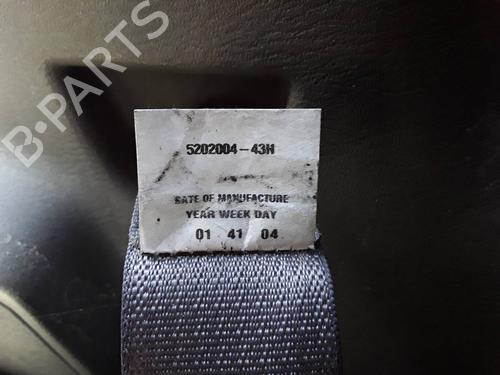 B-PARTS
5202004-43H
DATE OF MANUFACTURE
YEAR WEEK DAY
01 41 04